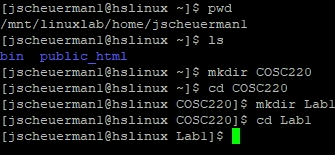 [jscheuerman1@hslinux ~]$ pwd
/mnt/linuxlab/home/jscheuerman1
[jscheuerman1@hslinux ~]$ ls
bin  public_html
[jscheuerman1@hslinux ~]$ mkdir COSC220
[jscheuerman1@hslinux ~]$ cd COSC220
[jscheuerman1@hslinux COSC220]$ mkdir Lab1
[jscheuerman1@hslinux COSC220]$ cd Lab1
[jscheuerman1@hslinux Lab1]$